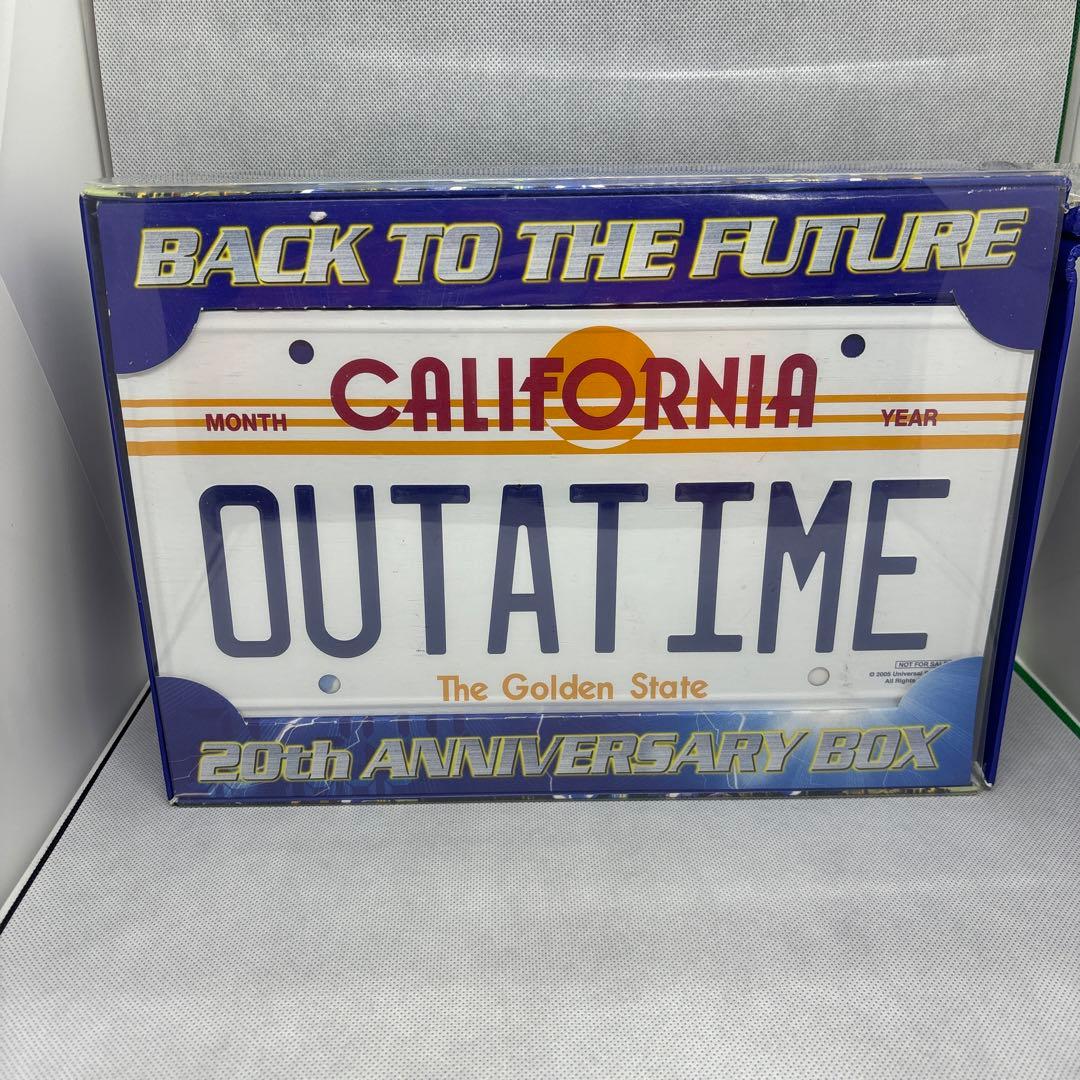 BACK TO THE FUTURE
CALIFORNIA
MONTH YEAR
OUTATIME
NOT FOR SALE
© 2005 Universal
All Rights
The Golden State
20th ANNIVERSARY BOX